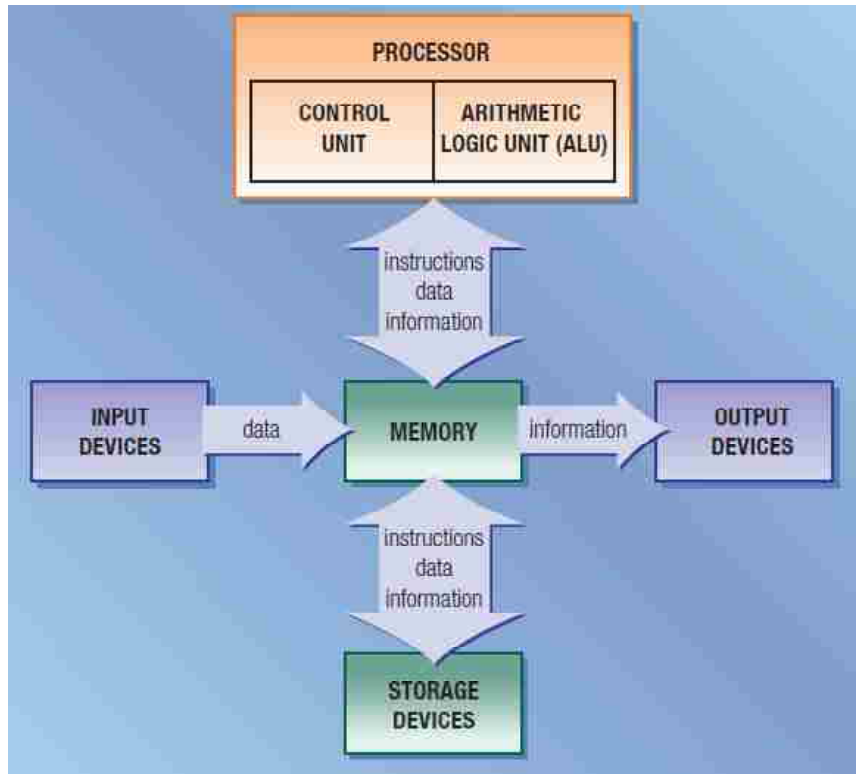 PROCESSOR
CONTROL
UNIT
ARITHMETIC
LOGIC UNIT (ALU)
instructions
data
information
INPUT
DEVICES
data
MEMORY
information
OUTPUT
DEVICES
instructions
data
information
STORAGE
DEVICES